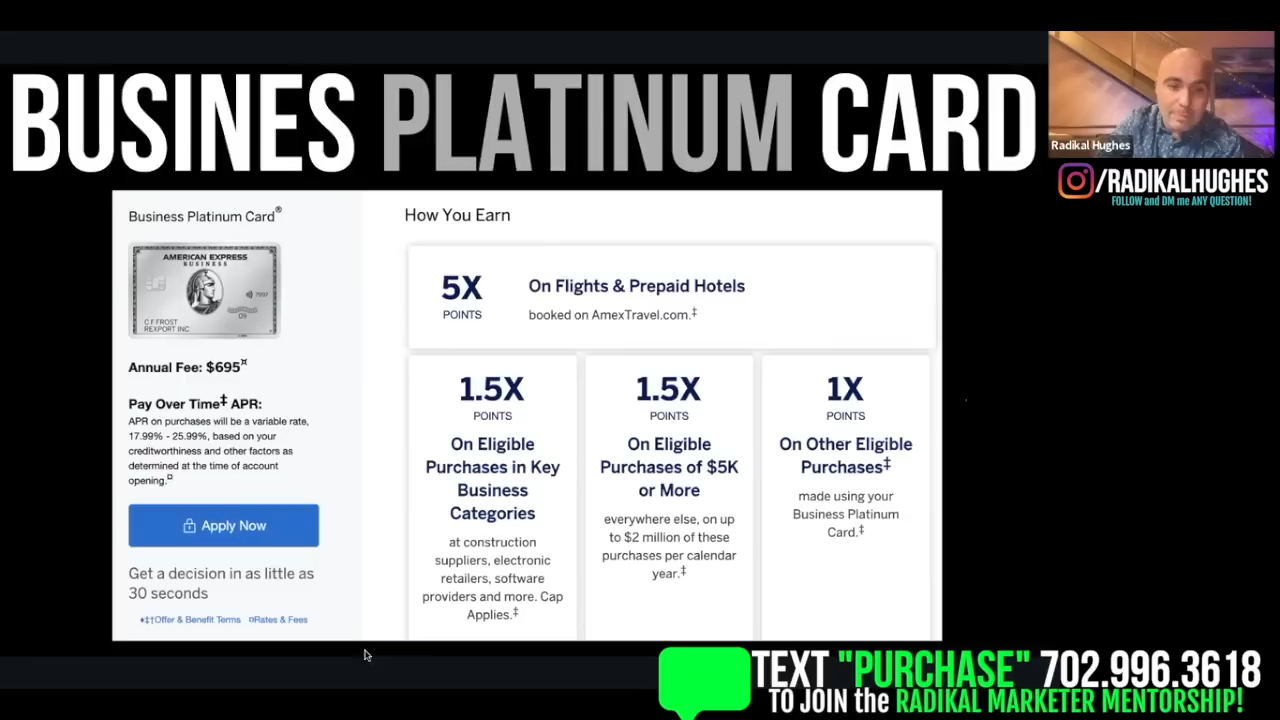 BUSINES PLATINUM CARD
Radikal Hughes
/RADIKALHUGHES
FOLLOW and DM me ANY QUESTION!
Business Platinum Card®
AMERICAN EXPRESS
BUSINESS
7997
09
C F FROST
REXPORT INC
Annual Fee: $695¤
Pay Over Time‡ APR:
APR on purchases will be a variable rate,
17.99% - 25.99%, based on your
creditworthiness and other factors as
determined at the time of account
opening.¤
Apply Now
Get a decision in as little as
30 seconds
*‡†Offer & Benefit Terms ¤Rates & Fees
How You Earn
5X
POINTS
On Flights & Prepaid Hotels
booked on AmexTravel.com.‡
1.5X
POINTS
On Eligible
Purchases in Key
Business
Categories
at construction
suppliers, electronic
retailers, software
providers and more. Cap
Applies.‡
1.5X
POINTS
On Eligible
Purchases of $5K
or More
everywhere else, on up
to $2 million of these
purchases per calendar
year.‡
1X
POINTS
On Other Eligible
Purchases‡
made using your
Business Platinum
Card.‡
TEXT "PURCHASE" 702.996.3618
TO JOIN the RADIKAL MARKETER MENTORSHIP!